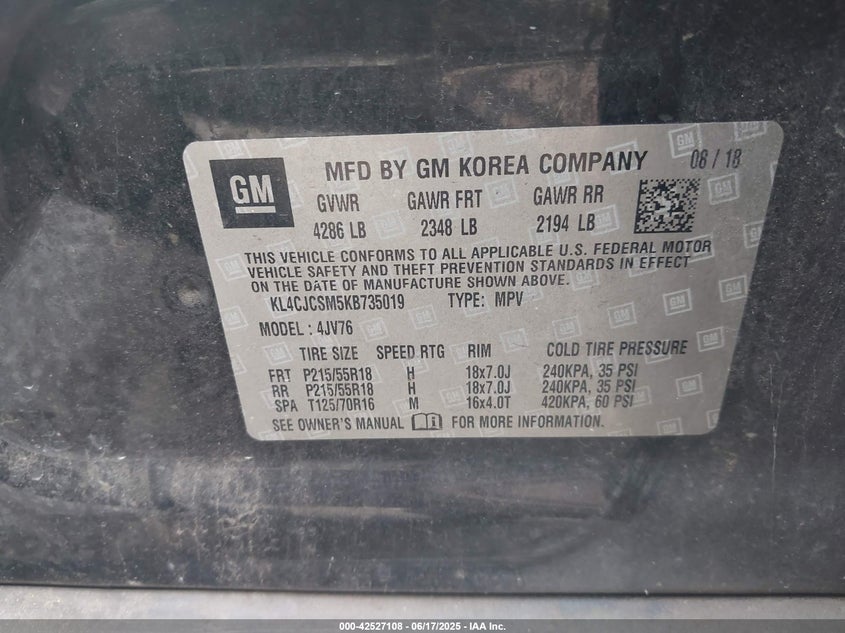 GM
MFD BY GM KOREA COMPANY 08 / 18
GVWR GAWR FRT GAWR RR
4286 LB 2348 LB 2194 LB
THIS VEHICLE CONFORMS TO ALL APPLICABLE U.S. FEDERAL MOTOR
VEHICLE SAFETY AND THEFT PREVENTION STANDARDS IN EFFECT
ON THE DATE OF MANUFACTURE SHOWN ABOVE.
KL4CJCSM5KB735019 TYPE: MPV
MODEL: 4JV76
TIRE SIZE SPEED RTG RIM COLD TIRE PRESSURE
FRT P215/55R18 H 18x7.0J 240KPA, 35 PSI
RR P215/55R18 H 18x7.0J 240KPA, 35 PSI
SPA T125/70R16 M 16x4.0T 420KPA, 60 PSI
SEE OWNER'S MANUAL FOR MORE INFORMATION.
000-42527108 - 06/17/2025 - IAA Inc.